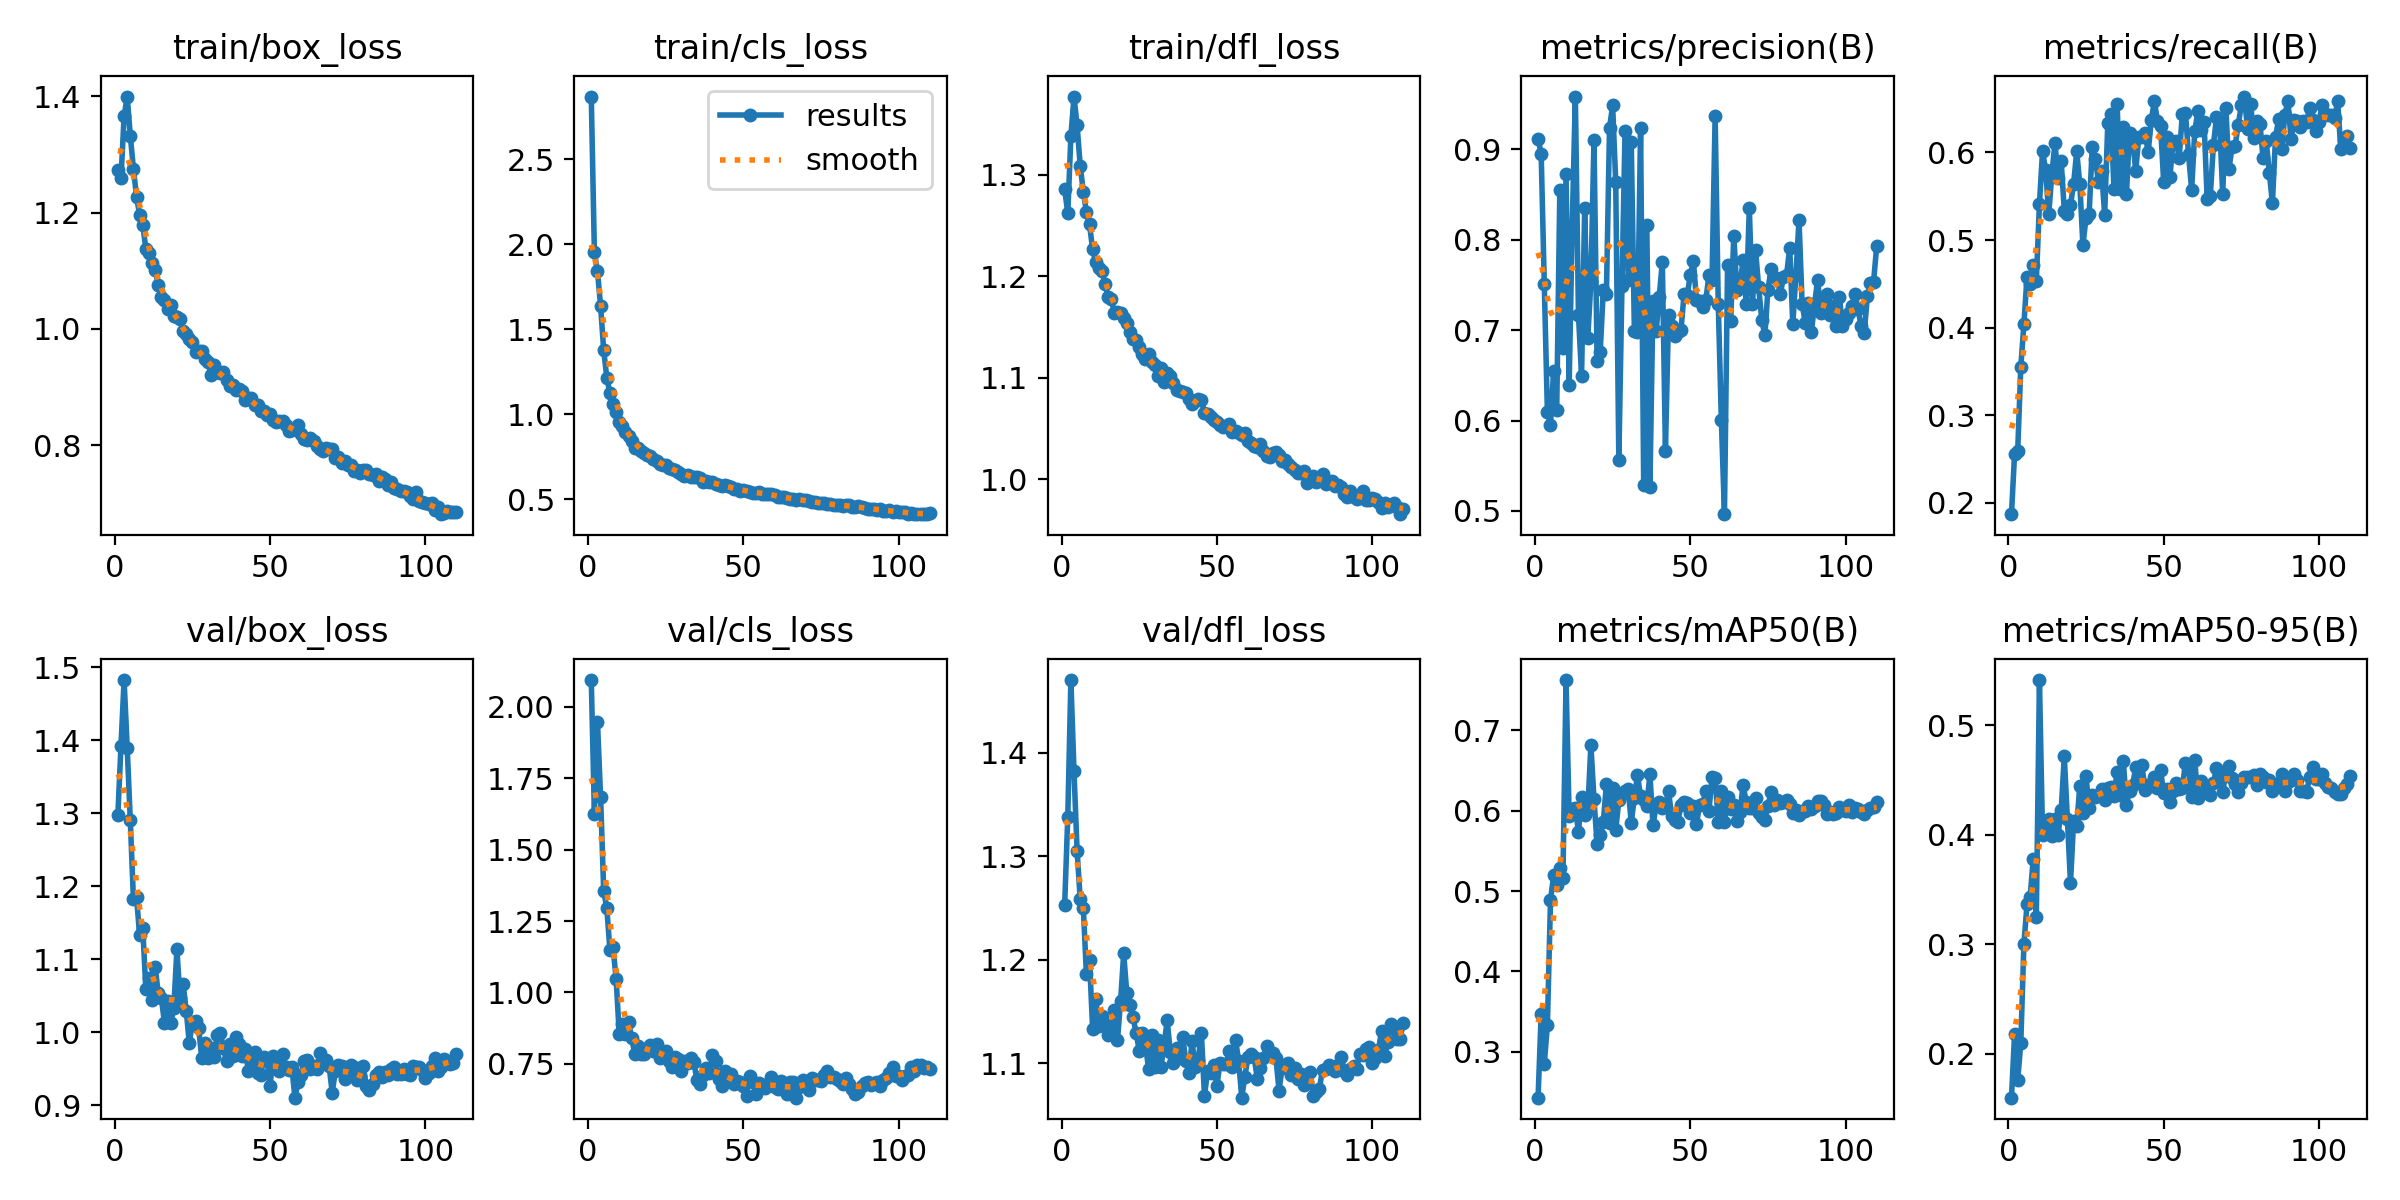 train/box_loss
1.4
1.2
1.0
0.8
0 50 100
train/cls_loss
results
smooth
2.5
2.0
1.5
1.0
0.5
0 50 100
train/dfl_loss
1.3
1.2
1.1
1.0
0 50 100
metrics/precision(B)
0.9
0.8
0.7
0.6
0.5
0 50 100
metrics/recall(B)
0.6
0.5
0.4
0.3
0.2
0 50 100
val/box_loss
1.5
1.4
1.3
1.2
1.1
1.0
0.9
0 50 100
val/cls_loss
2.00
1.75
1.50
1.25
1.00
0.75
0 50 100
val/dfl_loss
1.4
1.3
1.2
1.1
0 50 100
metrics/mAP50(B)
0.7
0.6
0.5
0.4
0.3
0 50 100
metrics/mAP50-95(B)
0.5
0.4
0.3
0.2
0 50 100